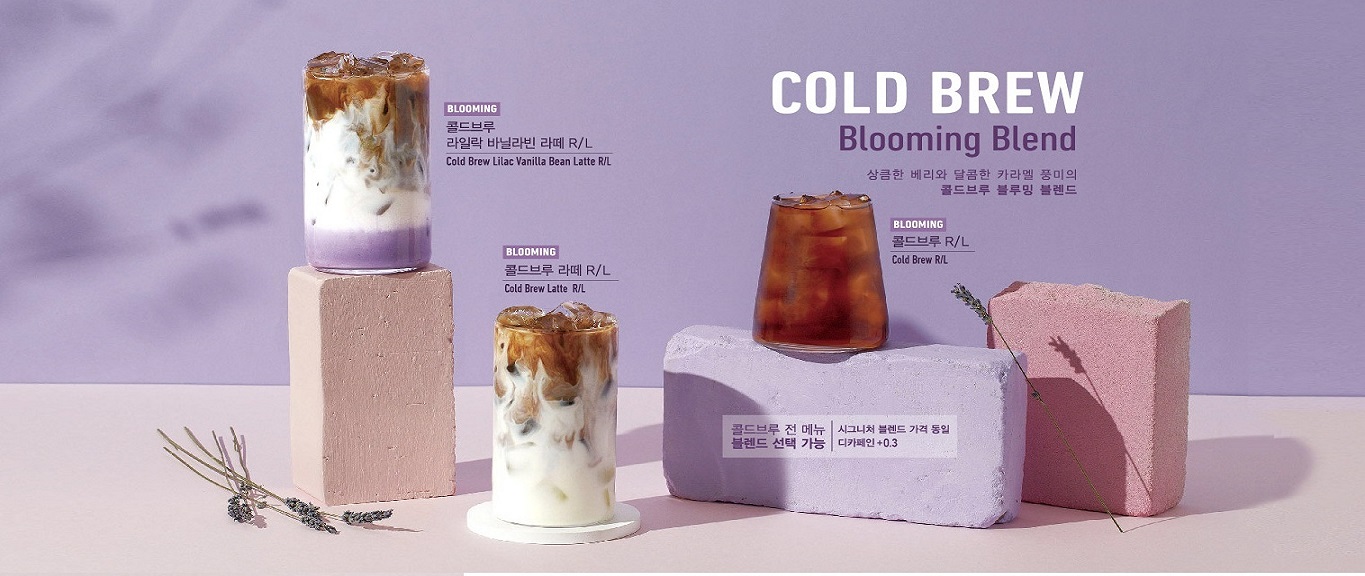 COLD BREW
Blooming Blend
상큼한 베리와 달콤한 카라멜 풍미의
콜드브루 블루밍 블렌드
BLOOMING
콜드브루
라일락 바닐라빈 라떼 R/L
Cold Brew Lilac Vanilla Bean Latte R/L
BLOOMING
콜드브루 라떼 R/L
Cold Brew Latte R/L
BLOOMING
콜드브루 R/L
Cold Brew R/L
콜드브루 전 메뉴
블렌드 선택 가능
시그니처 블렌드 가격 동일
디카페인 +0.3